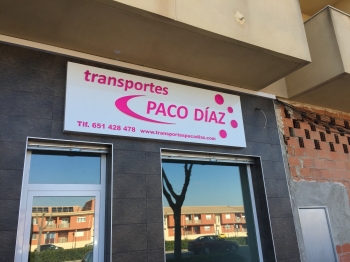 transportes
PACO DÍAZ
Tlf. 651 428 478 www.transportespacodiaz.com